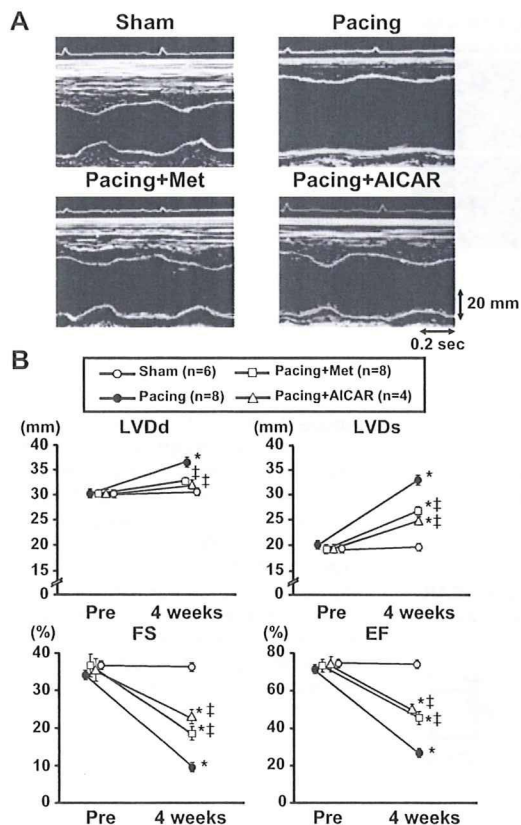 A
Sham Pacing
Pacing+Met Pacing+AICAR
20 mm
0.2 sec
B
Sham (n=6) Pacing+Met (n=8)
Pacing (n=8) Pacing+AICAR (n=4)
(mm) LVDd (mm) LVDs
40 40
35 * 35 *
‡
30 ‡ 30
*‡
25 25 *‡
20 20
0 0
Pre 4 weeks Pre 4 weeks
(%) FS (%) EF
40 80
30 60
*‡ *‡
20 *‡ 40 *‡
10 * 20 *
0 0
Pre 4 weeks Pre 4 weeks